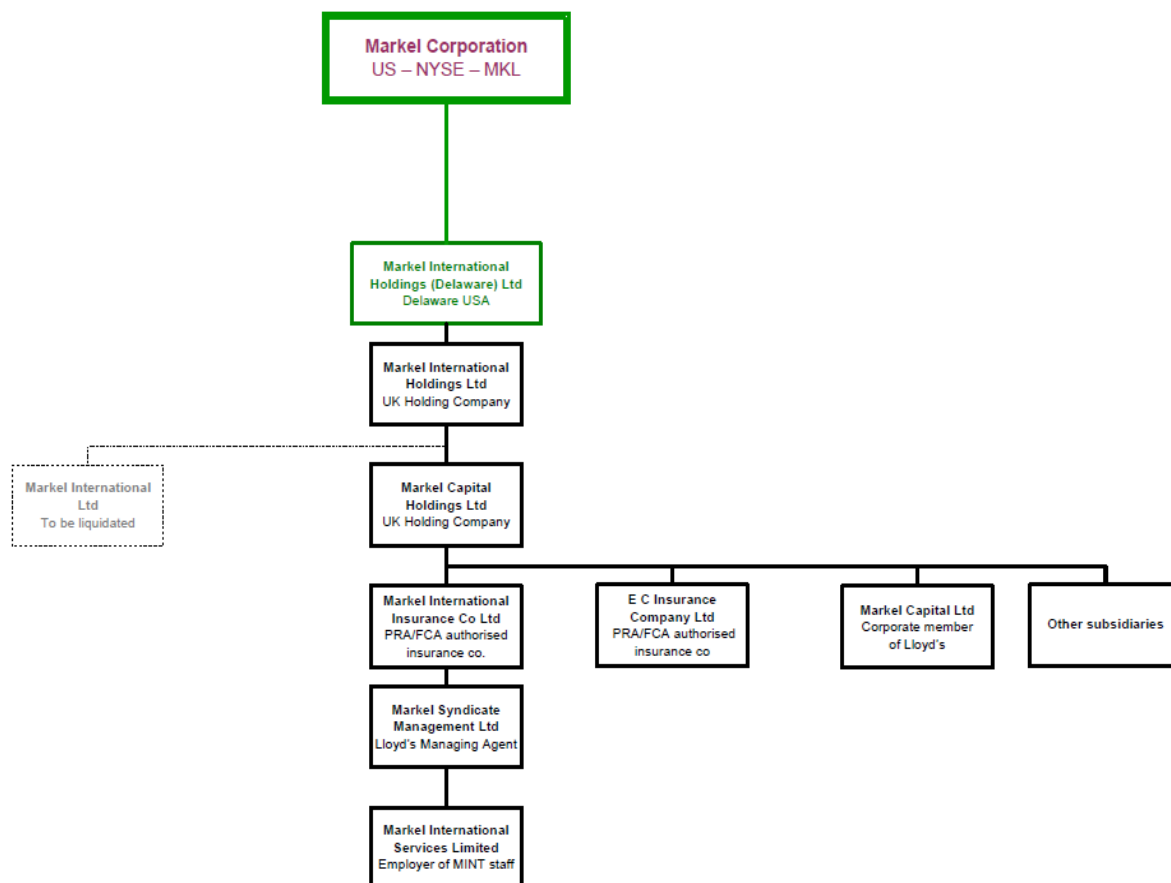 Markel Corporation
US – NYSE – MKL
Markel International
Holdings (Delaware) Ltd
Delaware USA
Markel International
Holdings Ltd
UK Holding Company
Markel International
Ltd
To be liquidated
Markel Capital
Holdings Ltd
UK Holding Company
Markel International
Insurance Co Ltd
PRA/FCA authorised
insurance co.
E C Insurance
Company Ltd
PRA/FCA authorised
insurance co
Markel Capital Ltd
Corporate member
of Lloyd's
Other subsidiaries
Markel Syndicate
Management Ltd
Lloyd's Managing Agent
Markel International
Services Limited
Employer of MINT staff